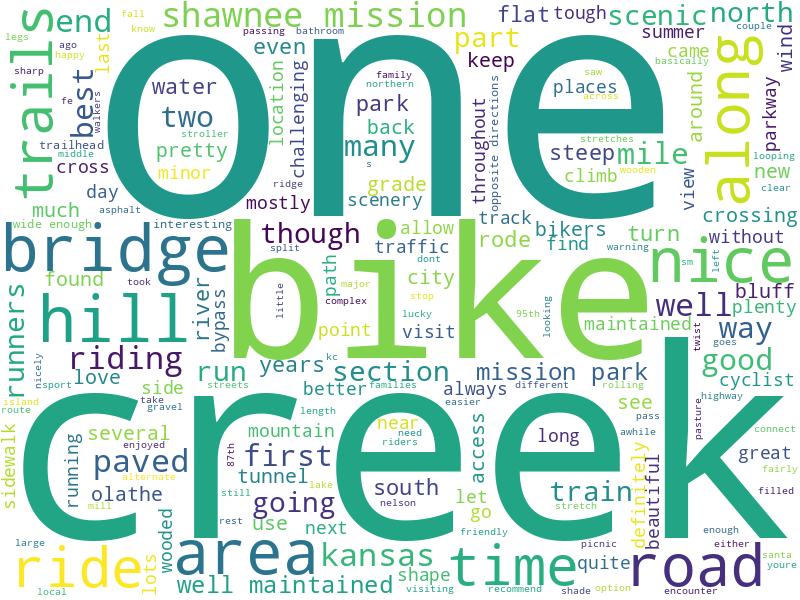 one
bike
creek
trails
end
shawnee mission
flat
tough
scenic
north
fall
know
legs
ago
happy
sharp
fe
last
best
walkers
even
location
challenging
part
keep
summer
came
couple
basically
wind
along
parkway
around
water
two
pretty
stroller
minor
passing
bathroom
family
northern
park
back
many
s
grade
scenery
ridge
mostly
throughout
opposite directions
saw
across
places
steep
mile
climb
stretches
wooden
looping
clear
new
view
trailhead
middle
cross
day
asphalt
much
wide enough
interesting
crossing
without
bridge
though
split
allow
traffic
dont
track
rode
bikers
find
turn
warning
nice
sm
left
bluff
plenty
found
took
hill
river
bypass
path
city
major
point
stop
complex
little
lucky
visit
95th
looking
maintained
well
way
twist
goes
runners
nicely
riding
run
years
kc
section
mission park
good
cyclist
sport
love
streets
side
better
families
always
different
easier
rolling
see
highway
island
route
take
gravel
enjoyed
length
near
need
riders
access
pass
awhile
pasture
connect
sidewalk
several
mountain
87th
running
paved
olathe
first
tunnel
still
lake
south
nelson
long
train
stretch
definitely
beautiful
great
fairly
filled
alternate
mill
rest
going
use
next
friendly
let
go
picnic
quite
enough
either
santa
youre
large
ride
local
lots
wooded
area
well maintained
kansas
shape
visiting
time
recommend
shade
option
road
encounter